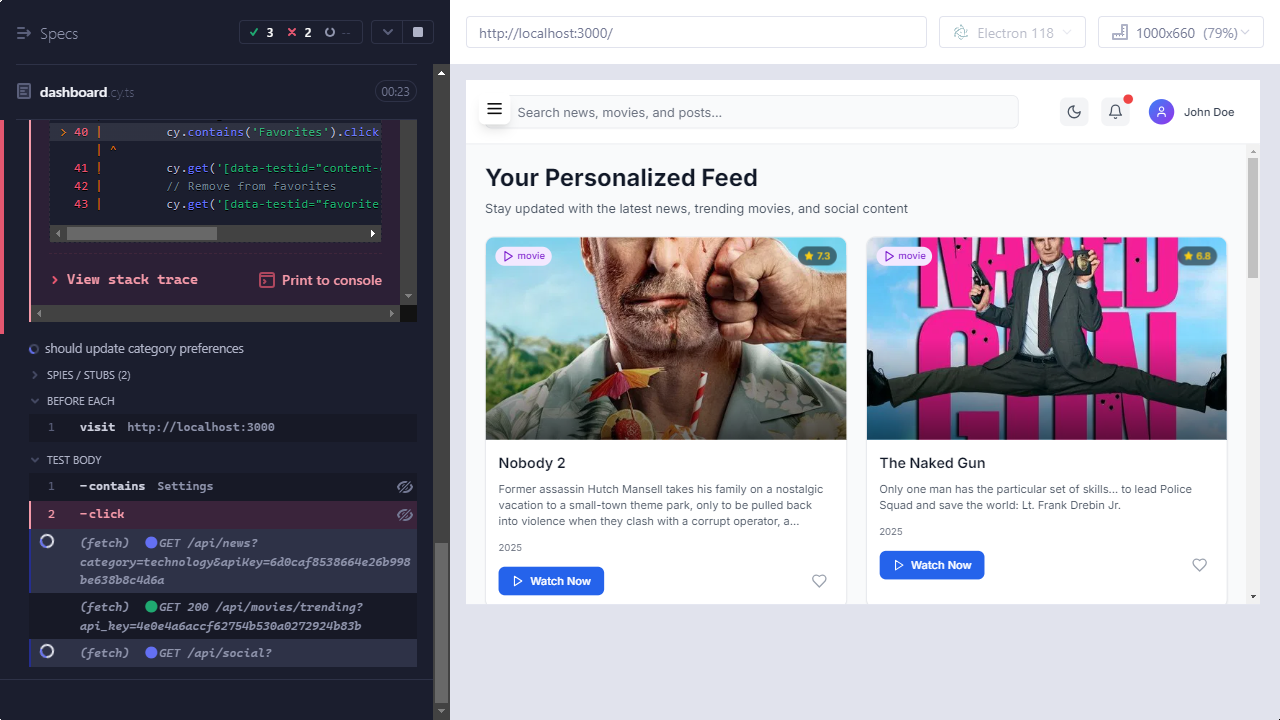 Specs
3
2
--
dashboard.cy.ts
00:23
> 40 | cy.contains('Favorites').click
| ^
41 | cy.get('[data-testid="content-
42 | // Remove from favorites
43 | cy.get('[data-testid="favorite
View stack trace
Print to console
should update category preferences
SPIES / STUBS (2)
BEFORE EACH
1 visit http://localhost:3000
TEST BODY
1 -contains Settings
2 -click
(fetch) GET /api/news?
category=technology&apiKey=6d0caf8538664e26b998
be638b8c4d6a
(fetch) GET 200 /api/movies/trending?
api_key=4e0e4a6accf62754b530a0272924b83b
(fetch) GET /api/social?
http://localhost:3000/
Electron 118
1000x660 (79%)
Search news, movies, and posts...
John Doe
Your Personalized Feed
Stay updated with the latest news, trending movies, and social content
movie
7.3
Nobody 2
Former assassin Hutch Mansell takes his family on a nostalgic
vacation to a small-town theme park, only to be pulled back
into violence when they clash with a corrupt operator, a...
2025
Watch Now
movie
6.8
NAKED
GUN
The Naked Gun
Only one man has the particular set of skills... to lead Police
Squad and save the world: Lt. Frank Drebin Jr.
2025
Watch Now